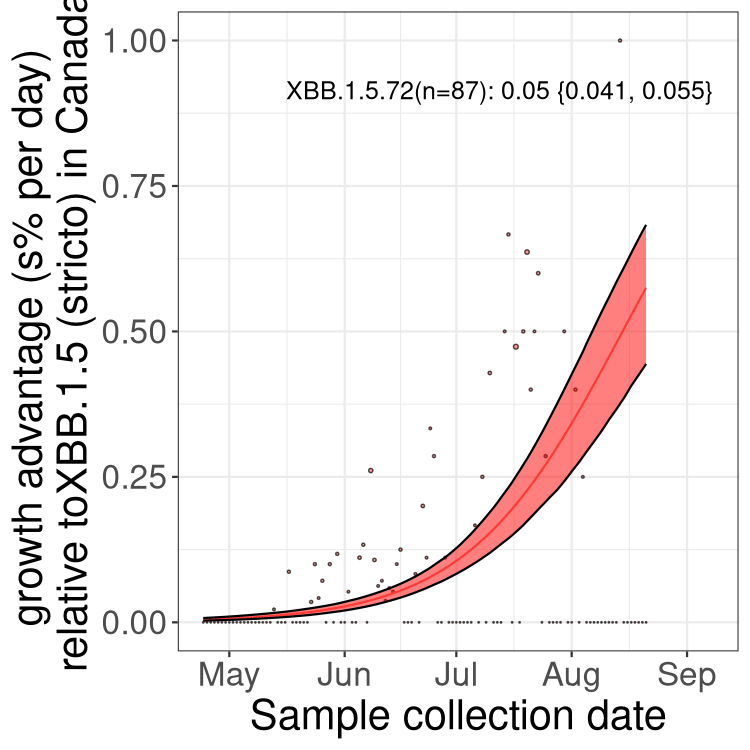 growth advantage (s% per day)
relative toXBB.1.5 (stricto) in Canada
1.00
0.75
0.50
0.25
0.00
XBB.1.5.72(n=87): 0.05 {0.041, 0.055}
May Jun Jul Aug Sep
Sample collection date